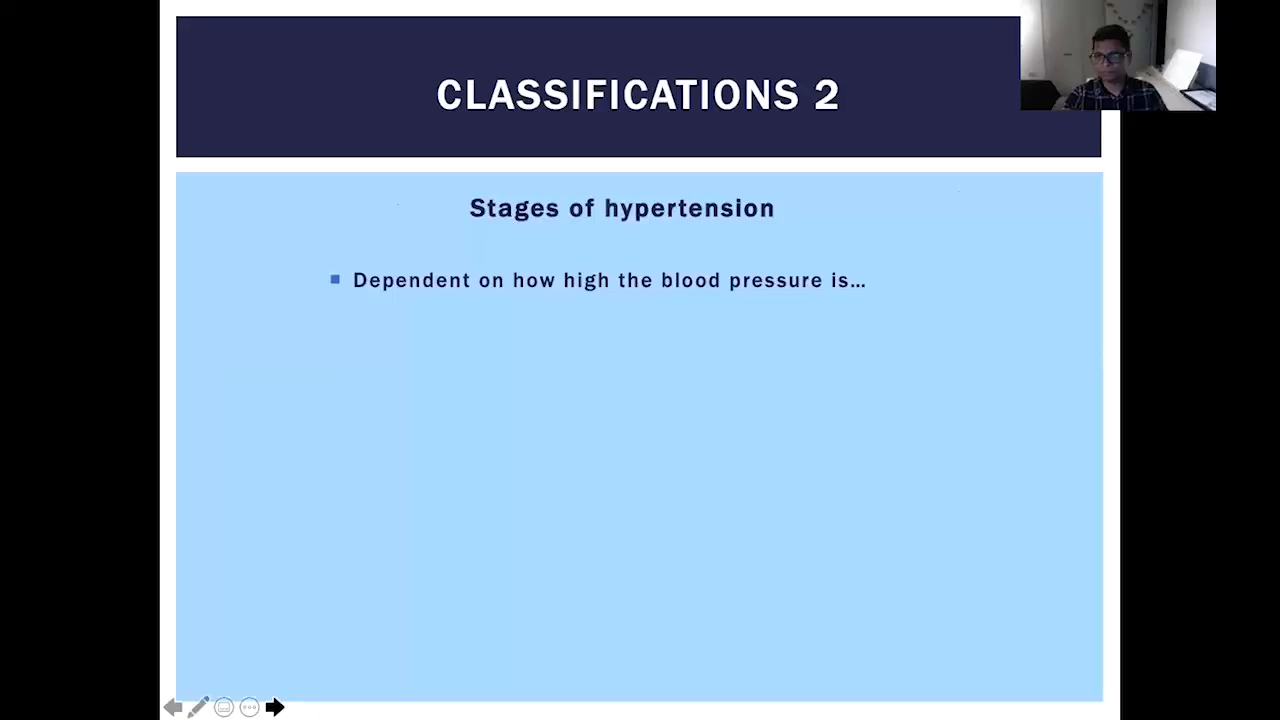 CLASSIFICATIONS 2
Stages of hypertension
Dependent on how high the blood pressure is...